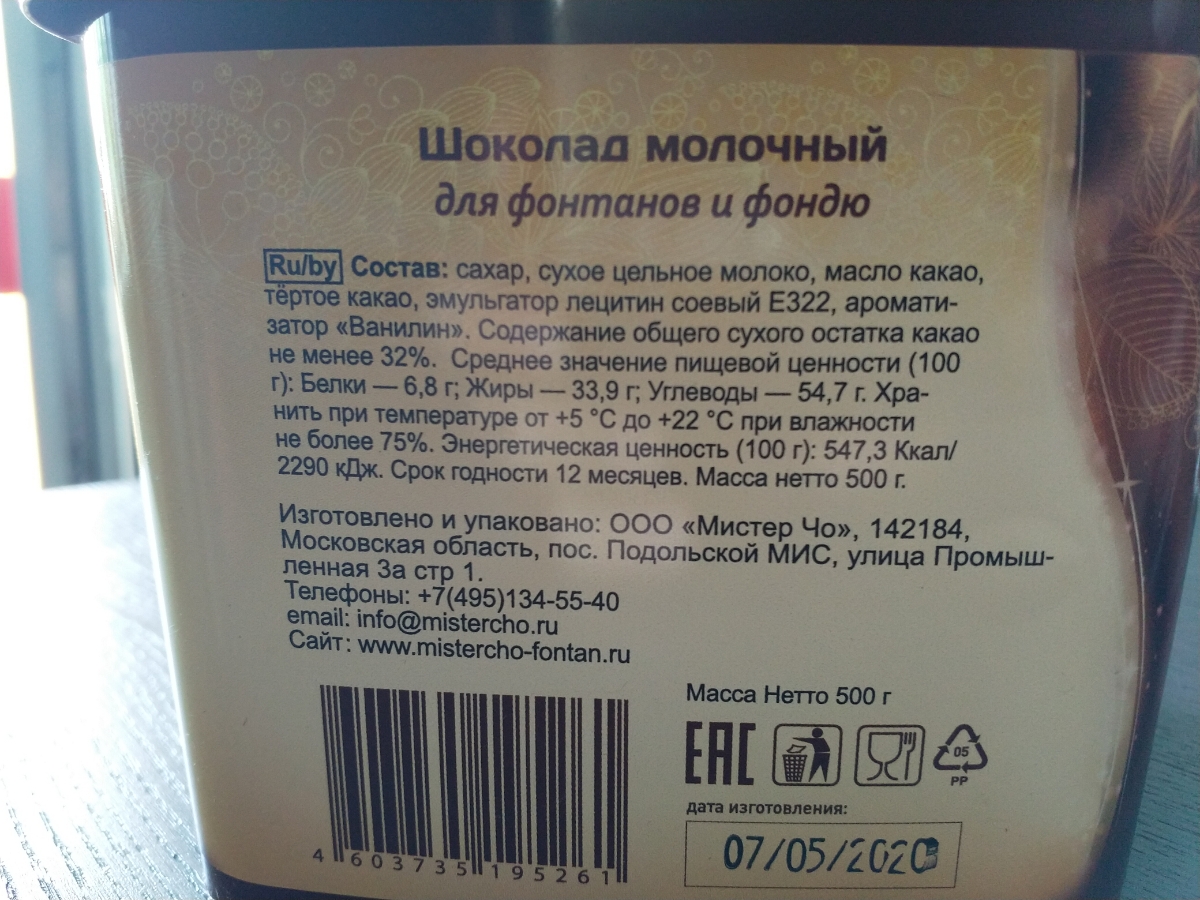 Шоколад молочный
для фонтанов и фондю
Ru/by Состав: сахар, сухое цельное молоко, масло какао,
тёртое какао, эмульгатор лецитин соевый Е322, аромати-
затор «Ванилин». Содержание общего сухого остатка какао
не менее 32%. Среднее значение пищевой ценности (100
г): Белки — 6,8 г; Жиры — 33,9 г; Углеводы — 54,7 г. Хра-
нить при температуре от +5 °С до +22 °С при влажности
не более 75%. Энергетическая ценность (100 г): 547,3 Ккал/
2290 кДж. Срок годности 12 месяцев. Масса нетто 500 г.
Изготовлено и упаковано: ООО «Мистер Чо», 142184,
Московская область, пос. Подольской МИС, улица Промыш-
ленная 3а стр 1.
Телефоны: +7(495)134-55-40
email: info@mistercho.ru
Сайт: www.mistercho-fontan.ru
Масса Нетто 500 г
EAC
05
PP
дата изготовления:
07/05/2020
4 603735 195261